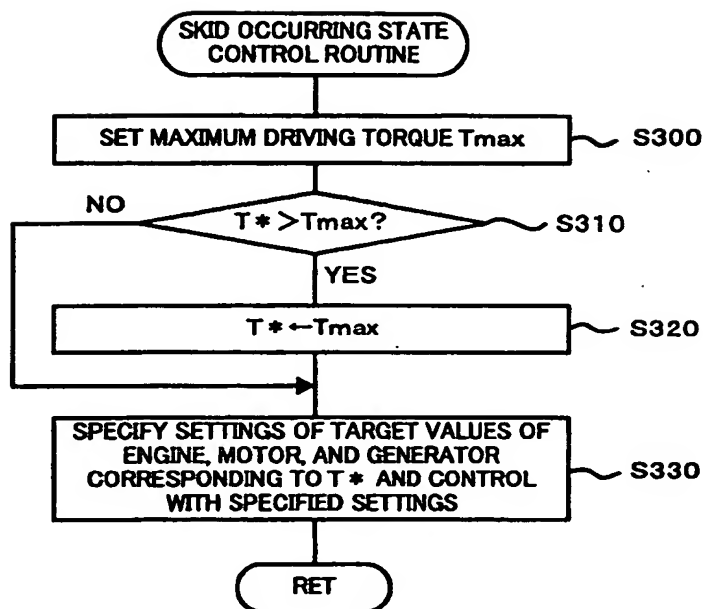 SKID OCCURRING STATE
CONTROL ROUTINE
SET MAXIMUM DRIVING TORQUE Tmax
S300
NO
T*>Tmax?
S310
YES
T*←Tmax
S320
SPECIFY SETTINGS OF TARGET VALUES OF
ENGINE, MOTOR, AND GENERATOR
CORRESPONDING TO T* AND CONTROL
WITH SPECIFIED SETTINGS
S330
RET